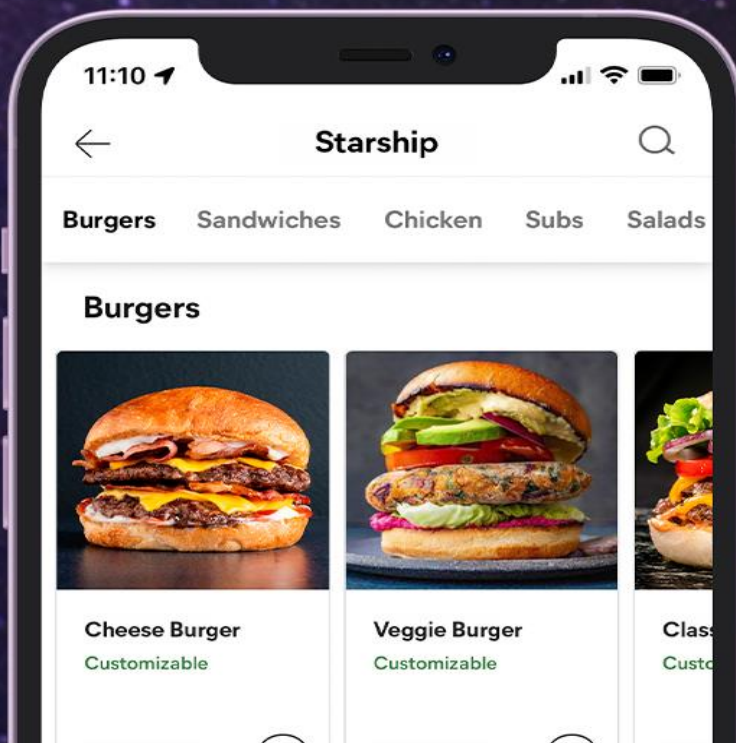 11:10
Starship
Burgers Sandwiches Chicken Subs Salads
Burgers
Cheese Burger Veggie Burger
Customizable Customizable